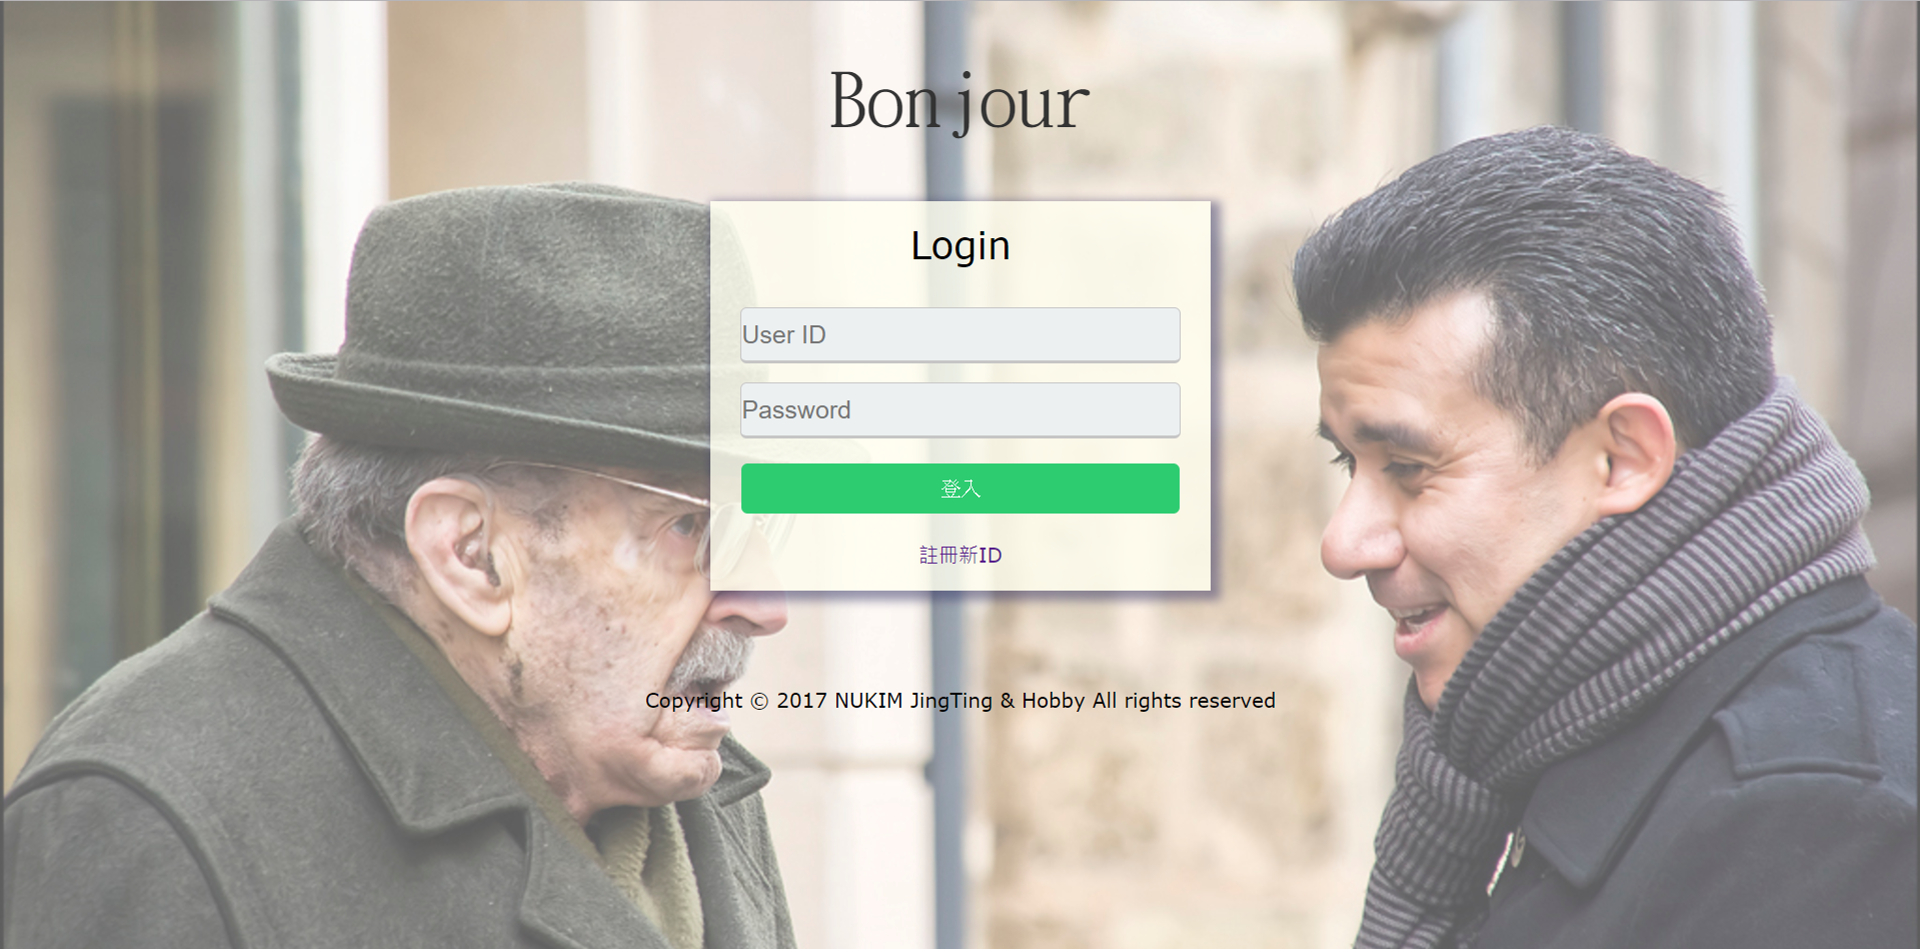 Bonjour
Login
User ID
Password
登入
註冊新ID
Copyright © 2017 NUKIM JingTing & Hobby All rights reserved